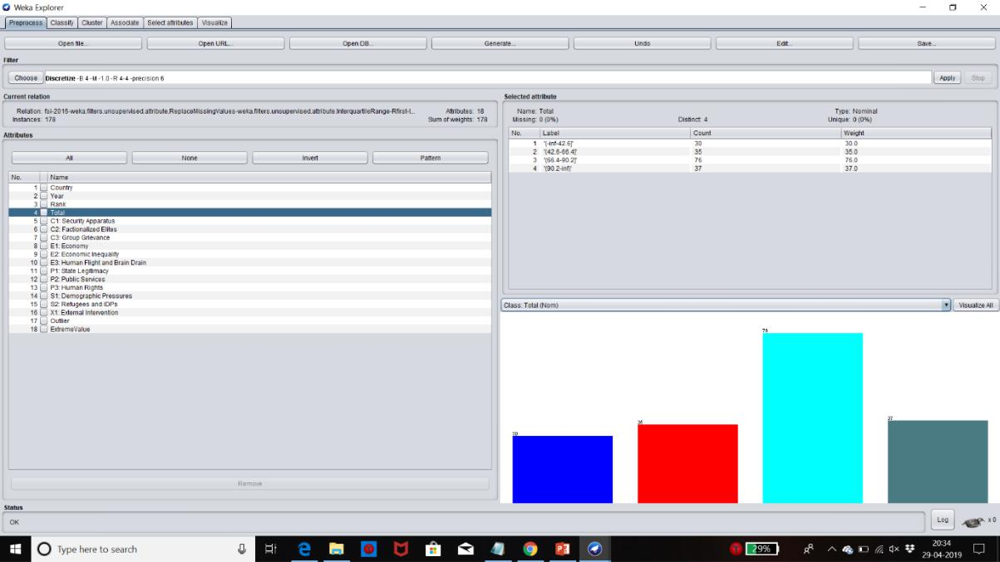 Weka Explorer
Preprocess Classify Cluster Associate Select attributes Visualize
Open file... Open URL... Open DB... Generate... Undo Edit... Save...
Filter
Choose Discretize -B 4 -M -1.0 -R 4-4 -precision 6 Apply Stop
Current relation
Relation: fsi-2016-weka.filters.unsupervised.attribute.ReplaceMissingValues-weka.filters.unsupervised.attribute.InterquartileRange-Rfirst-l... Attributes: 18
Instances: 178 Sum of weights: 178
Attributes
All None Invert Pattern
No. Name
1 Country
2 Year
3 Rank
4 Total
5 C1: Security Apparatus
6 C2: Factionalized Elites
7 C3: Group Grievance
8 E1: Economy
9 E2: Economic Inequality
10 E3: Human Flight and Brain Drain
11 P1: State Legitimacy
12 P2: Public Services
13 P3: Human Rights
14 S1: Demographic Pressures
15 S2: Refugees and IDPs
16 X1: External Intervention
17 Outlier
18 ExtremeValue
Remove
Selected attribute
Name: Total Type: Nominal
Missing: 0 (0%) Distinct: 4 Unique: 0 (0%)
No. Label Count Weight
1 '(-inf-42.6]' 30 30.0
2 '(42.6-66.4]' 35 35.0
3 '(66.4-90.2]' 76 76.0
4 '(90.2-inf)' 37 37.0
Class: Total (Nom) Visualize All
30
35
76
37
Status
OK
Log x 0
Type here to search
29%
20:34
29-04-2019